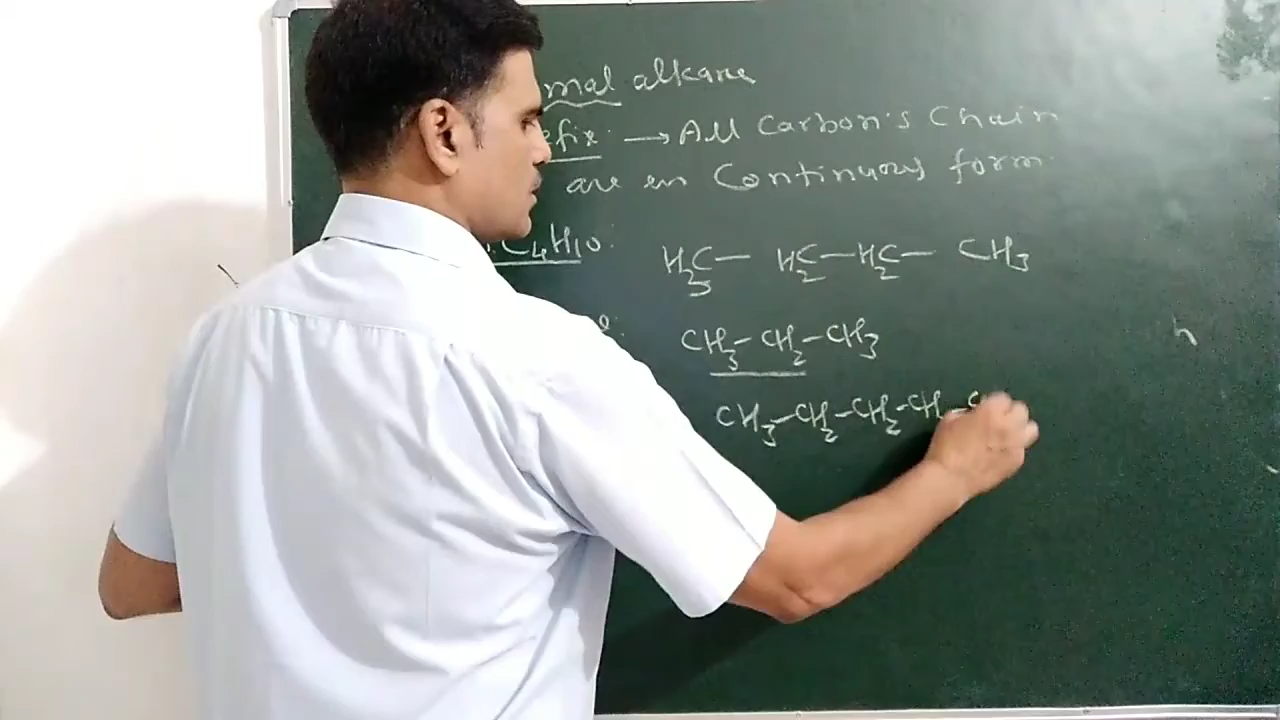 mal alkane
efix: → All Carbon's Chain
are in Continuous form.
C₄H₁₀: H₃C— H₂C—H₂C— CH₃
CH₃-CH₂-CH₃
h
CH₃-CH₂-CH₂-CH₂-C